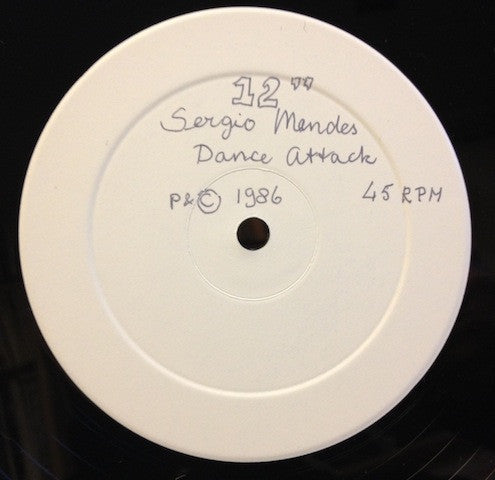 12"
Sergio Mendes
Dance Attack
P & © 1986 45 RPM